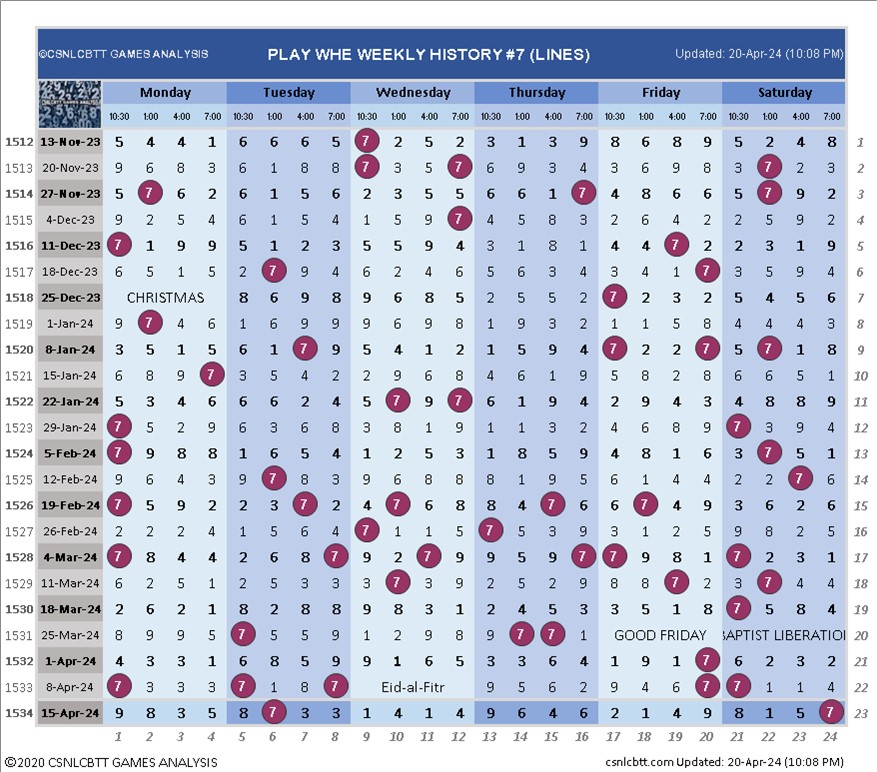 ©CSNLCBTT GAMES ANALYSIS PLAY WHE WEEKLY HISTORY #7 (LINES) Updated: 20-Apr-24 (10:08 PM)
Monday Tuesday Wednesday Thursday Friday Saturday
10:30 1:00 4:00 7:00 10:30 1:00 4:00 7:00 10:30 1:00 4:00 7:00 10:30 1:00 4:00 7:00 10:30 1:00 4:00 7:00 10:30 1:00 4:00 7:00
1512 13-Nov-23 5 4 4 1 6 6 6 5 7 2 5 2 3 1 3 9 8 6 8 9 5 2 4 8 1
1513 20-Nov-23 9 6 8 3 6 1 8 8 7 3 5 7 6 9 3 4 3 6 9 8 3 7 2 3 2
1514 27-Nov-23 5 7 6 2 6 1 5 6 2 3 5 5 6 6 1 7 4 8 6 6 5 7 9 2 3
1515 4-Dec-23 9 2 5 4 6 1 5 4 1 5 9 7 4 5 8 3 2 6 4 2 2 5 9 2 4
1516 11-Dec-23 7 1 9 9 5 1 2 3 5 5 9 4 3 1 8 1 4 4 7 2 2 3 1 9 5
1517 18-Dec-23 6 5 1 5 2 7 9 4 6 2 4 6 5 6 3 4 3 4 1 7 3 5 9 4 6
1518 25-Dec-23 CHRISTMAS 8 6 9 8 9 6 8 5 2 5 5 2 7 2 3 2 5 4 5 6 7
1519 1-Jan-24 9 7 4 6 1 6 9 9 9 6 9 8 1 9 3 2 1 1 5 8 4 4 4 3 8
1520 8-Jan-24 3 5 1 5 6 1 7 9 5 4 1 2 1 5 9 4 7 2 2 7 5 7 1 8 9
1521 15-Jan-24 6 8 9 7 3 5 4 2 2 9 6 8 4 6 1 9 5 8 2 8 6 6 5 1 10
1522 22-Jan-24 5 3 4 6 6 6 2 4 5 7 9 7 6 1 9 4 2 9 4 3 4 8 8 9 11
1523 29-Jan-24 7 5 2 9 6 3 6 8 3 8 1 9 1 1 3 2 4 6 8 9 7 3 9 4 12
1524 5-Feb-24 7 9 8 8 1 6 5 4 1 2 5 3 1 8 5 9 4 8 1 6 3 7 5 1 13
1525 12-Feb-24 9 6 4 3 5 7 8 3 9 6 8 8 1 2 9 5 6 1 4 4 2 2 7 6 14
1526 19-Feb-24 7 5 9 2 2 3 7 2 4 7 6 8 8 4 7 6 6 7 4 9 3 6 2 6 15
1527 26-Feb-24 2 2 2 4 1 5 6 4 7 1 1 5 7 5 3 9 3 1 2 5 9 8 2 5 16
1528 4-Mar-24 7 8 4 4 2 6 8 7 9 2 7 9 9 5 9 7 7 9 8 1 7 2 3 1 17
1529 11-Mar-24 6 2 5 1 2 5 3 3 5 7 3 9 2 2 5 9 8 8 7 2 3 7 4 4 18
1530 18-Mar-24 2 6 2 1 8 2 8 8 9 8 3 1 2 4 5 3 3 5 1 8 7 5 8 4 19
1531 25-Mar-24 8 9 9 5 7 5 5 9 1 2 9 8 9 7 7 1 GOOD FRIDAY BAPTIST LIBERATIO 20
1532 1-Apr-24 4 3 3 1 6 8 5 9 9 1 6 5 3 3 6 4 1 9 1 7 6 2 3 2 21
1533 8-Apr-24 7 3 3 3 7 1 8 7 Eid-al-Fitr 9 5 6 2 9 4 6 7 7 1 1 4 22
1534 15-Apr-24 9 8 3 5 8 7 3 3 1 4 1 4 9 6 4 6 2 1 4 9 8 1 5 7 23
1 2 3 4 5 6 7 8 9 10 11 12 13 14 15 16 17 18 19 20 21 22 23 24
©2020 CSNLCBTT GAMES ANALYSIS csnlcbtt.com Updated: 20-Apr-24 (10:08 PM)